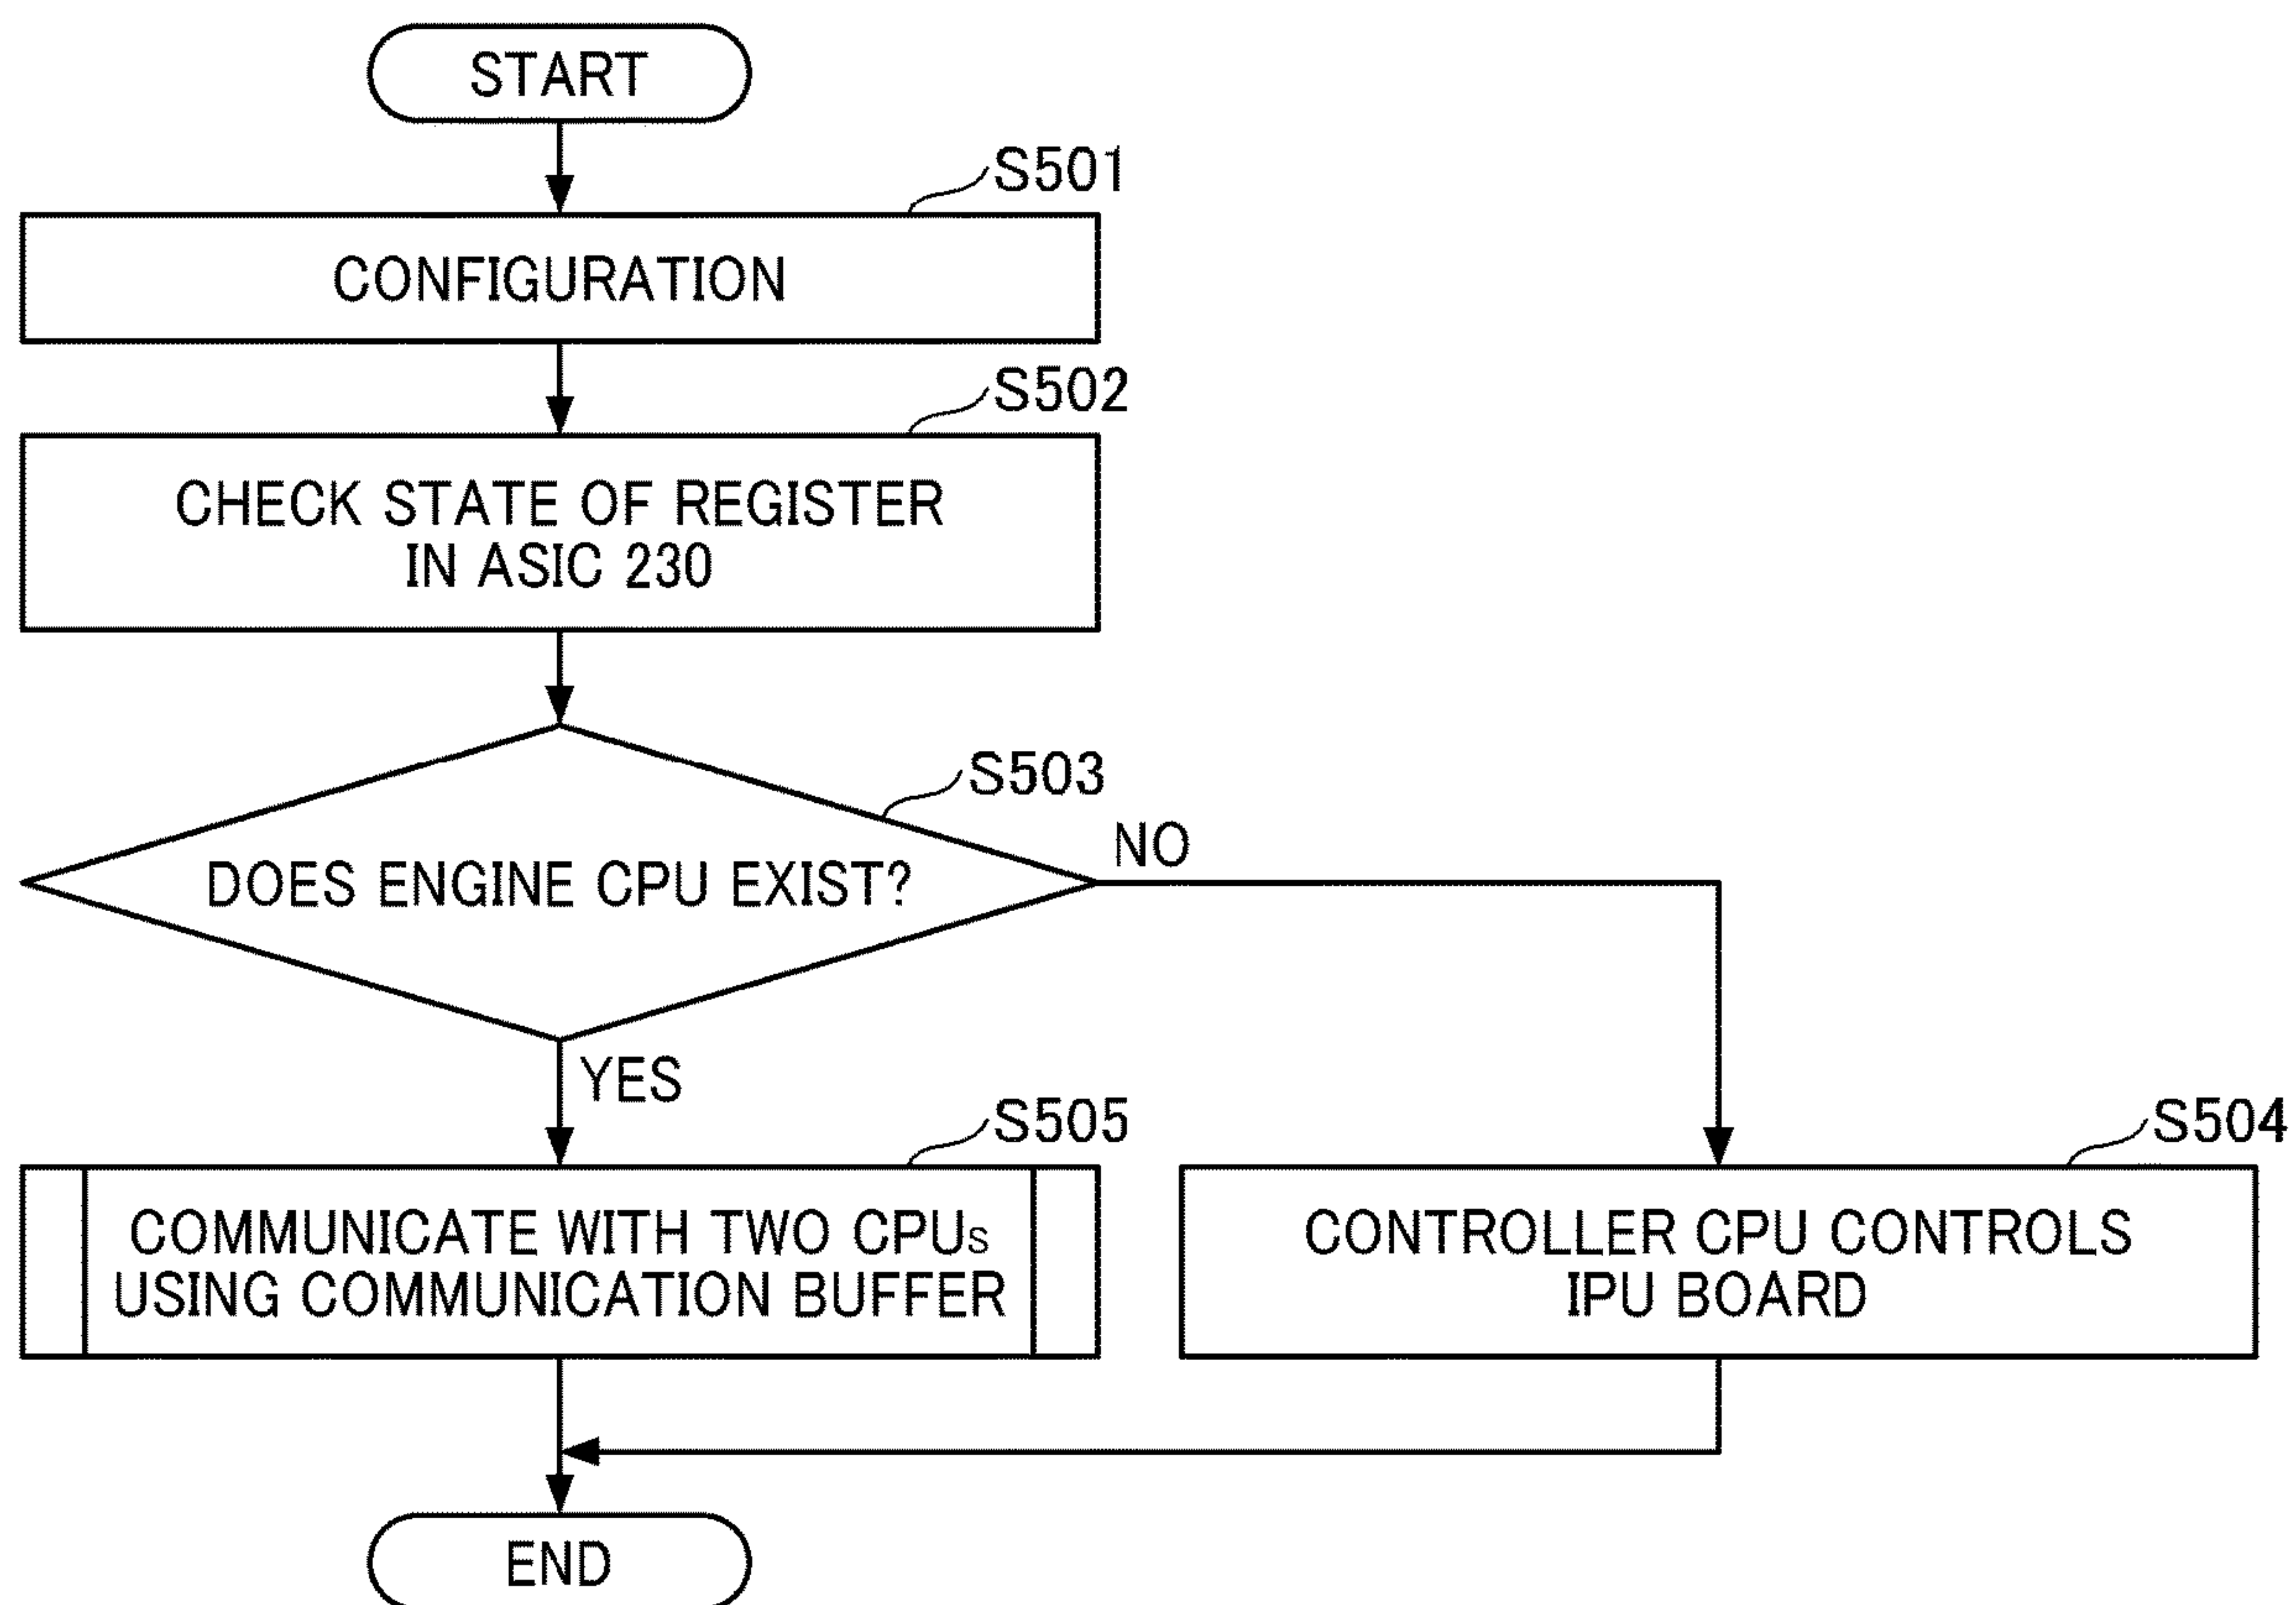 START
S501
CONFIGURATION
S502
CHECK STATE OF REGISTER
IN ASIC 230
S503
DOES ENGINE CPU EXIST?
NO
YES
S505
COMMUNICATE WITH TWO CPUs
USING COMMUNICATION BUFFER
S504
CONTROLLER CPU CONTROLS
IPU BOARD
END